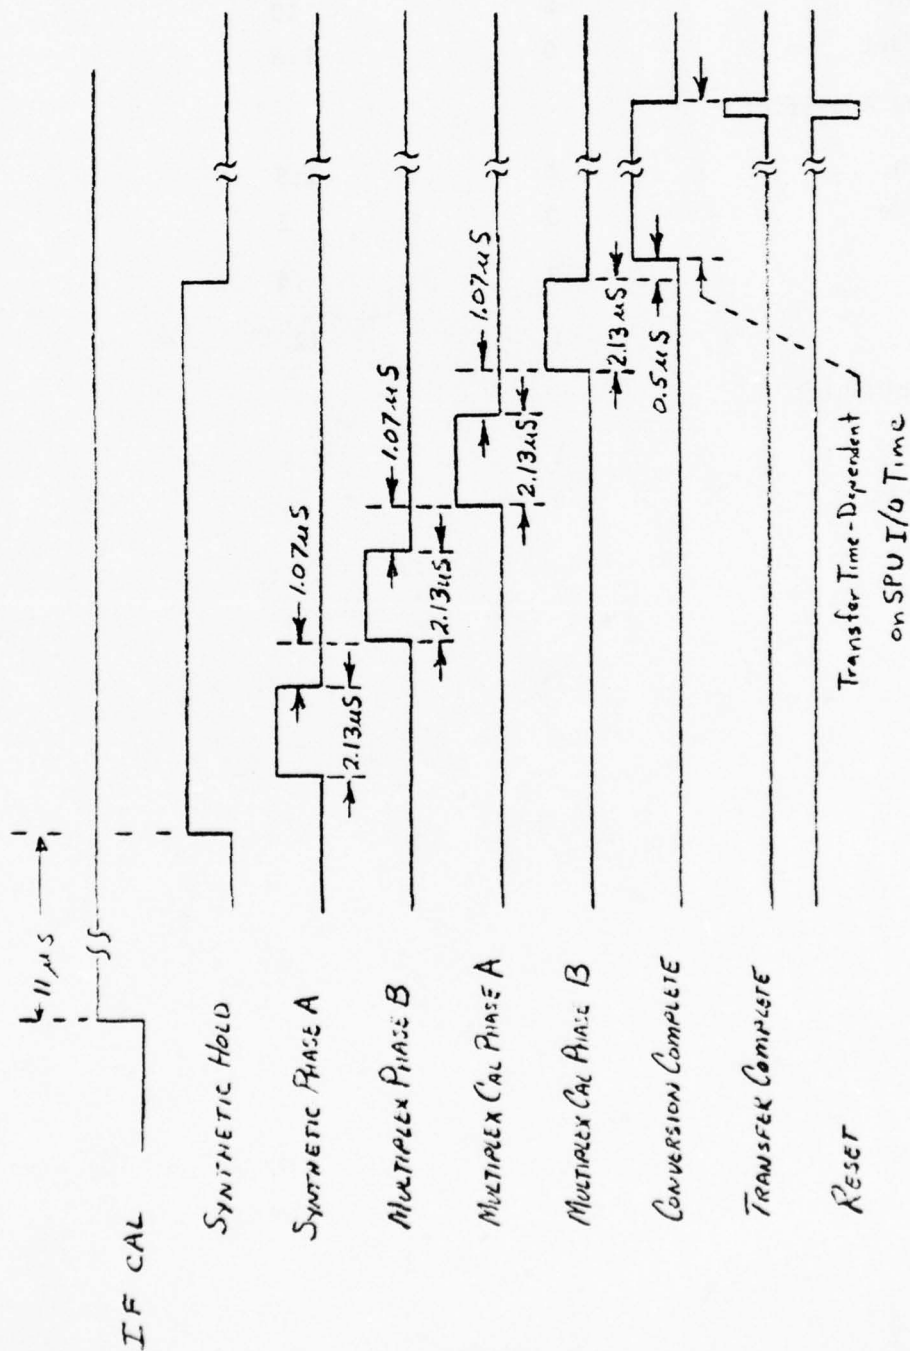 11µS
I.F CAL
SYNTHETIC HOLD
SYNTHETIC PHASE A
2.13µS
1.07µS
MULTIPLEX PHASE B
2.13µS
1.07µS
MULTIPLEX CAL PHASE A
2.13µS
1.07µS
MULTIPLEX CAL PHASE B
2.13µS
0.5µS
CONVERSION COMPLETE
TRANSFER COMPLETE
RESET
Transfer Time-Dependent
on SPU I/O Time